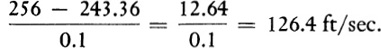 256 − 243.36 / 0.1 = 12.64 / 0.1 = 126.4 ft/sec.